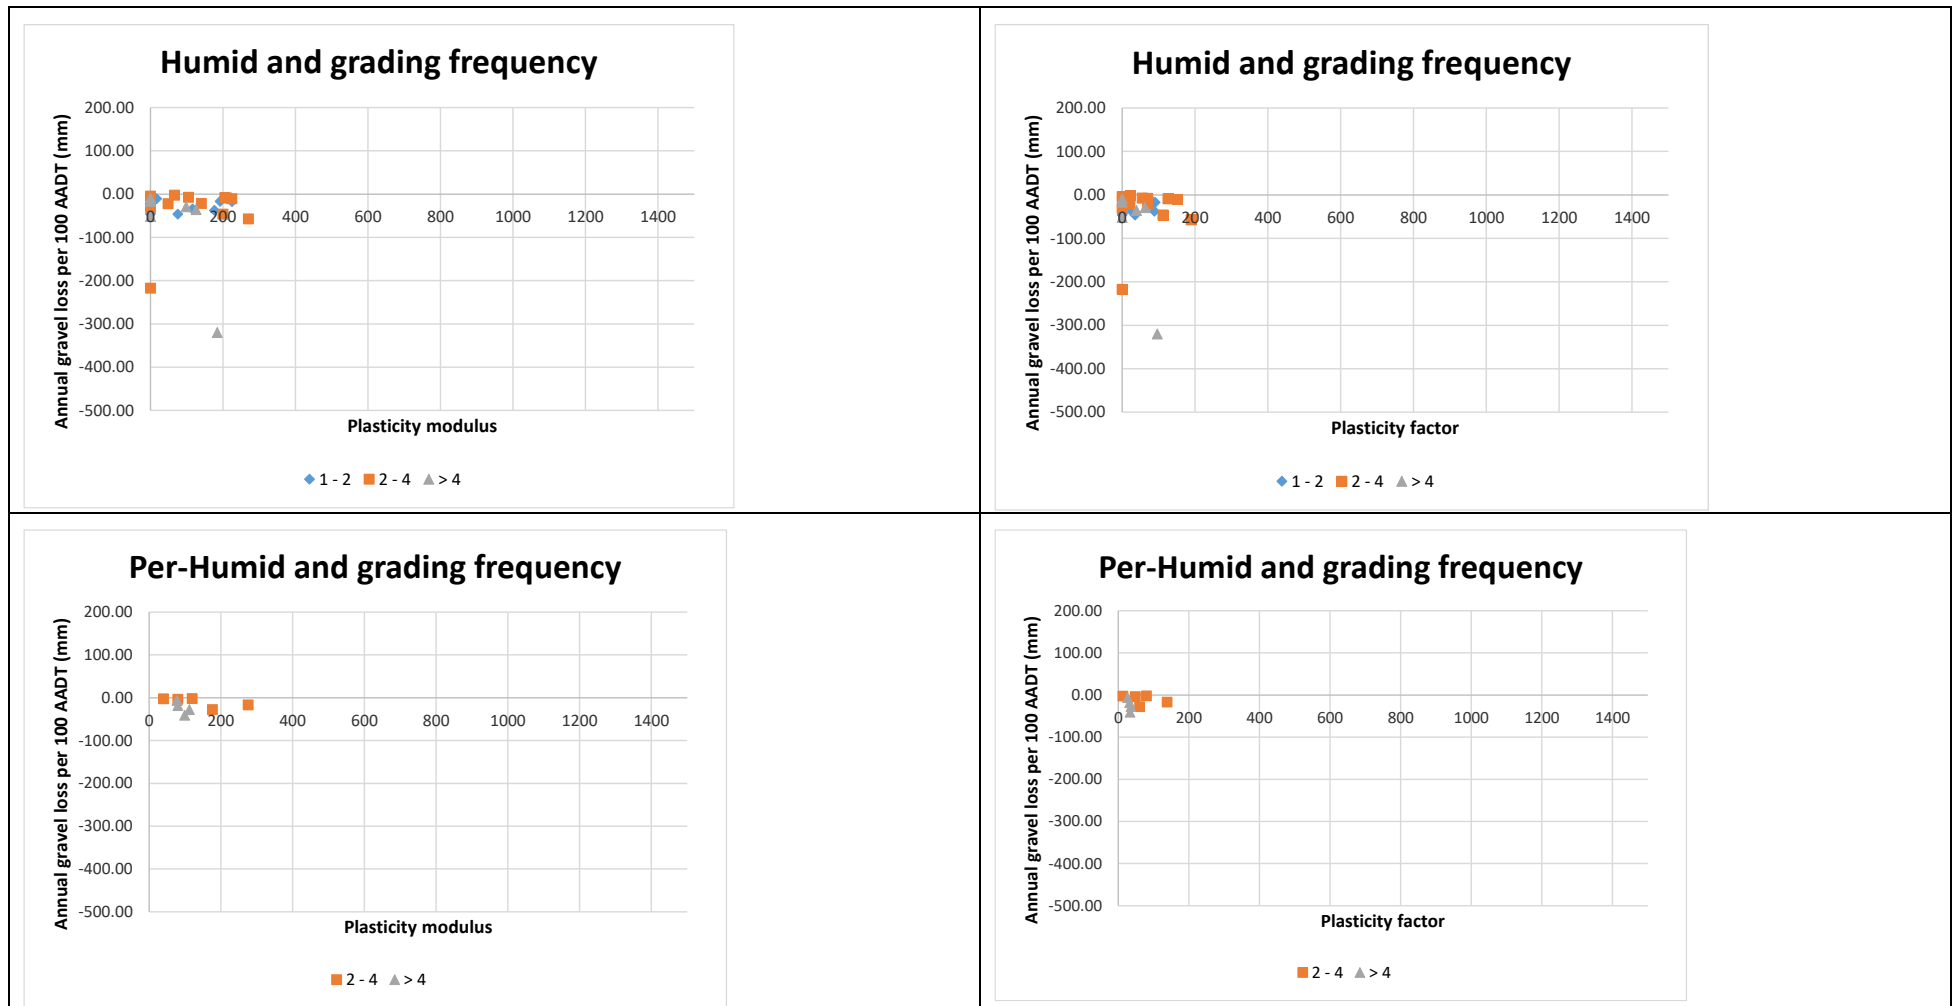 Humid and grading frequency
Annual gravel loss per 100 AADT (mm)
200.00
100.00
0.00
-100.00
-200.00
-300.00
-400.00
-500.00
0 200 400 600 800 1000 1200 1400
Plasticity modulus
1 - 2 2 - 4 > 4
Humid and grading frequency
Annual gravel loss per 100 AADT (mm)
200.00
100.00
0.00
-100.00
-200.00
-300.00
-400.00
-500.00
0 200 400 600 800 1000 1200 1400
Plasticity factor
1 - 2 2 - 4 > 4
Per-Humid and grading frequency
Annual gravel loss per 100 AADT (mm)
200.00
100.00
0.00
-100.00
-200.00
-300.00
-400.00
-500.00
0 200 400 600 800 1000 1200 1400
Plasticity modulus
2 - 4 > 4
Per-Humid and grading frequency
Annual gravel loss per 100 AADT (mm)
200.00
100.00
0.00
-100.00
-200.00
-300.00
-400.00
-500.00
0 200 400 600 800 1000 1200 1400
Plasticity factor
2 - 4 > 4